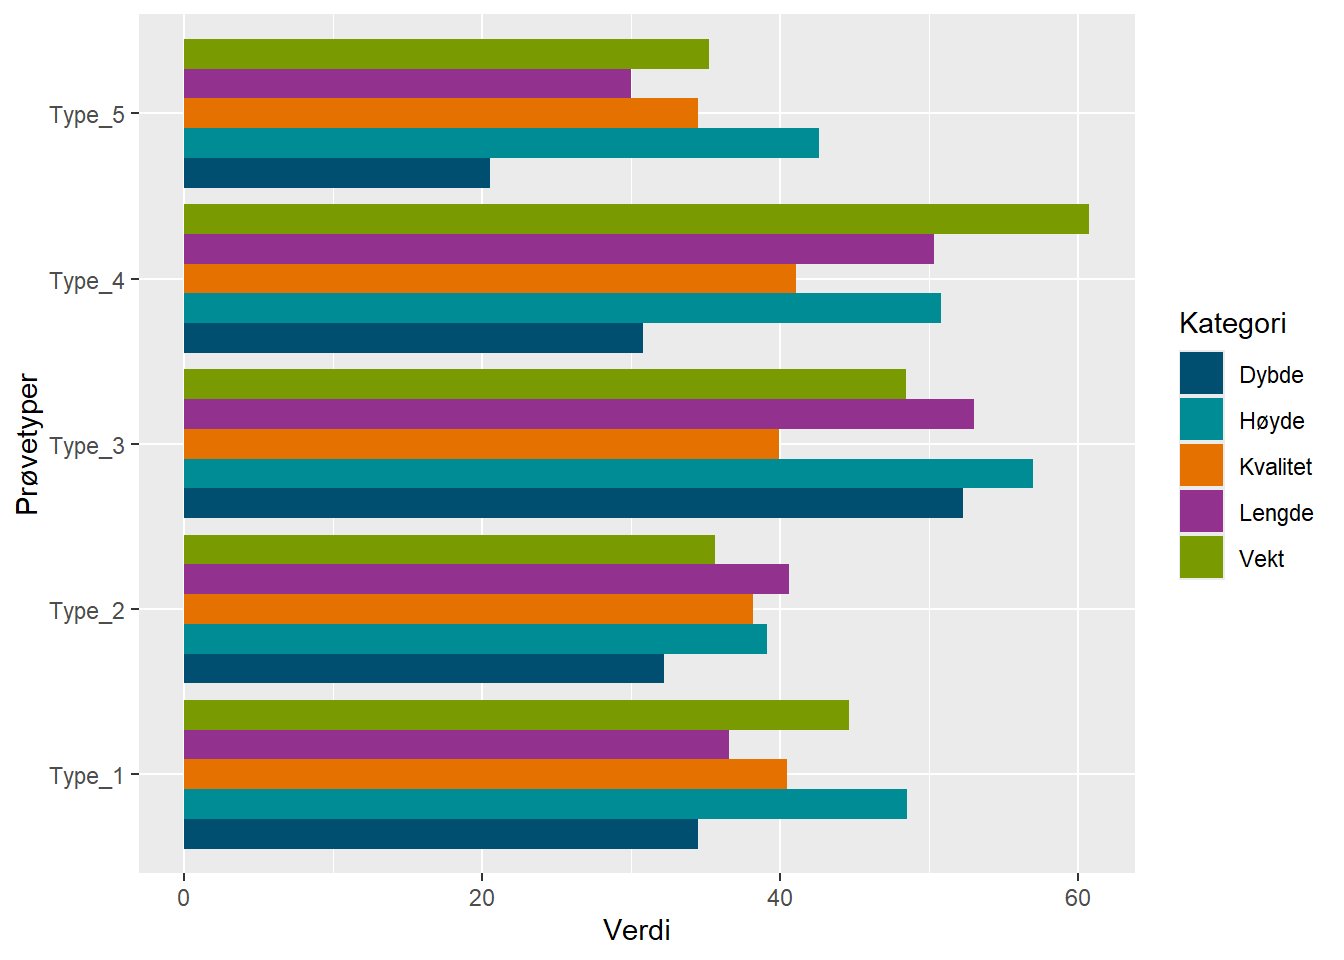 Type_5
Type_4
Type_3
Type_2
Type_1
Prøvetyper
0 20 40 60
Verdi
Kategori
Dybde
Høyde
Kvalitet
Lengde
Vekt